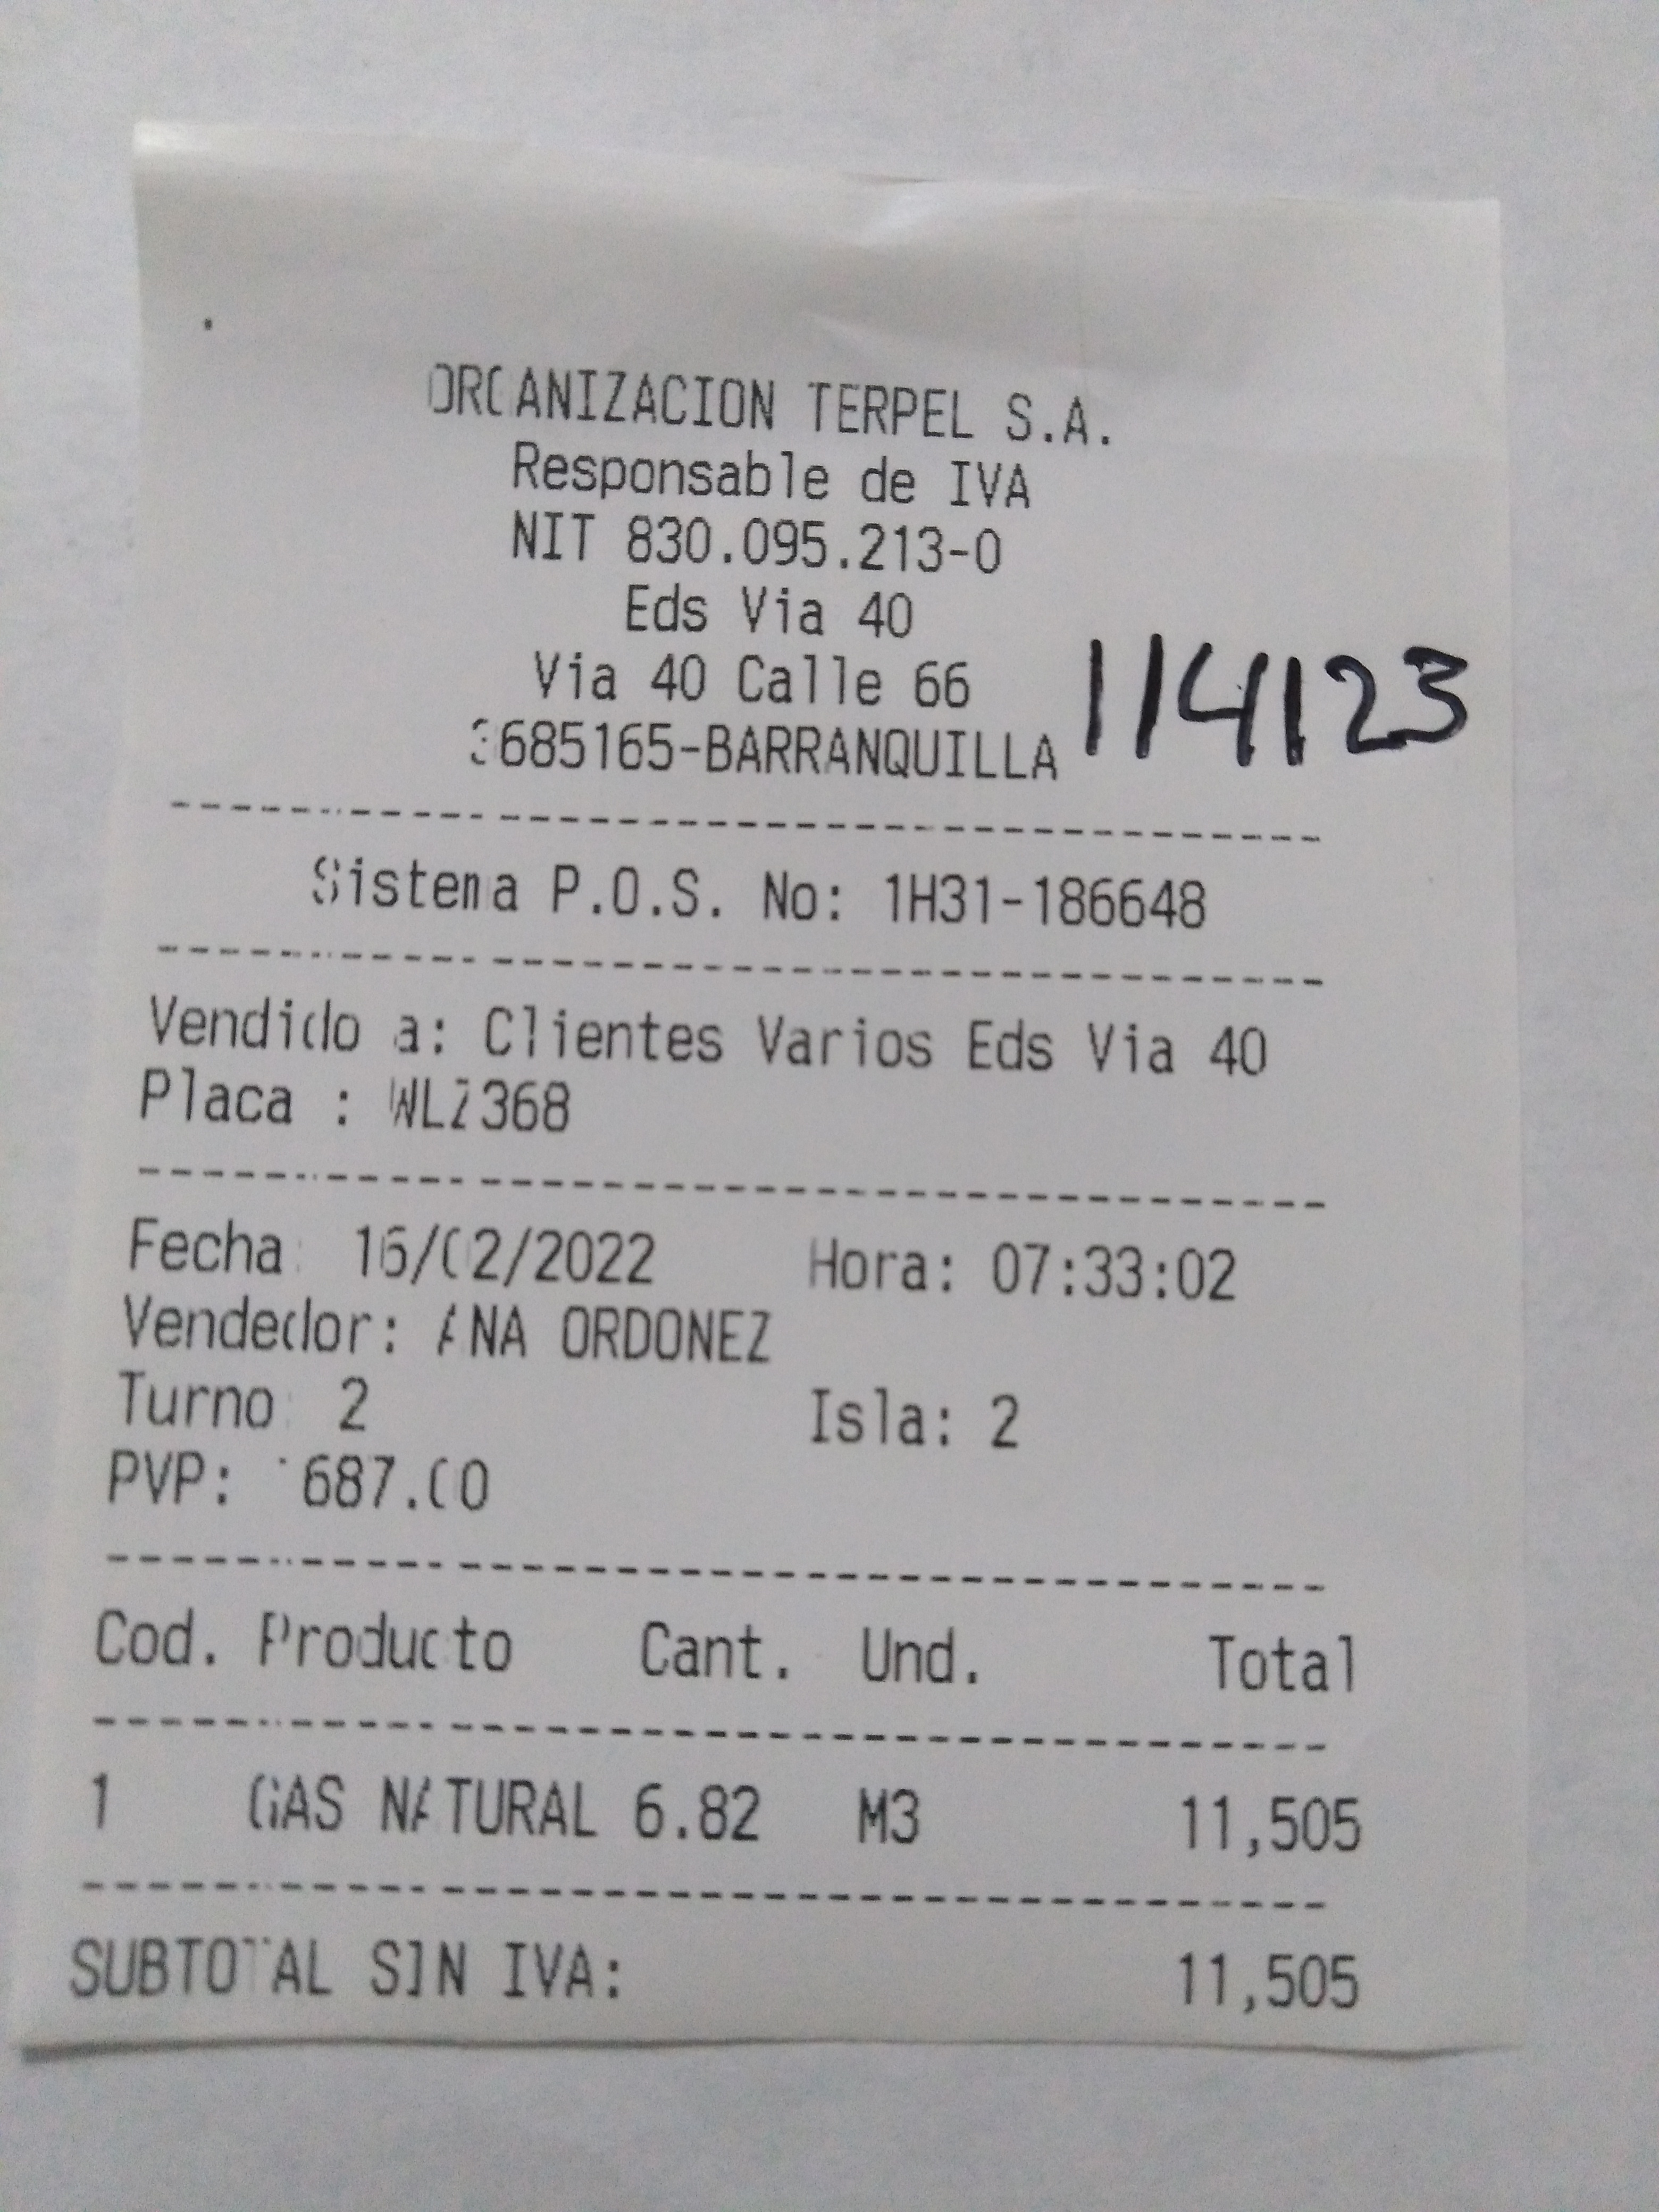 ORGANIZACION TERPEL S.A.
Responsable de IVA
NIT 830.095.213-0
Eds Via 40
Via 40 Calle 66
3685165-BARRANQUILLA
114123
Sistema P.O.S. No: 1H31-186648
Vendido a: Clientes Varios Eds Via 40
Placa : WLZ368
Fecha: 16/02/2022 Hora: 07:33:02
Vendedor: ANA ORDONEZ
Turno: 2 Isla: 2
PVP: 1687.00
Cod. Producto Cant. Und. Total
1 GAS NATURAL 6.82 M3 11,505
SUBTOTAL SIN IVA: 11,505